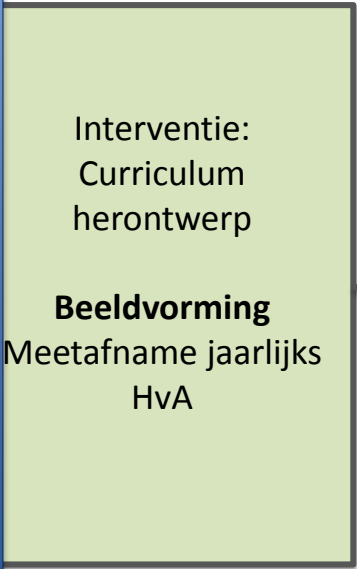 Interventie:
Curriculum
herontwerp
Beeldvorming
Meetafname jaarlijks
HvA